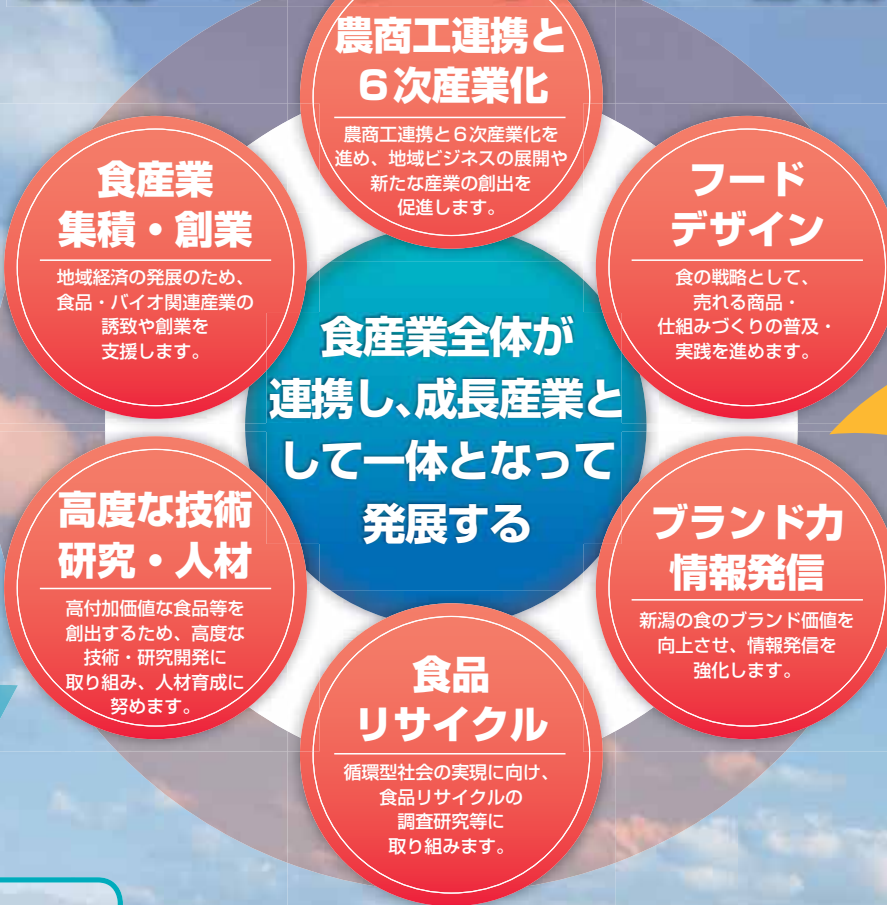 農商工連携と
6次産業化
農商工連携と6次産業化を
進め、地域ビジネスの展開や
新たな産業の創出を
促進します。
食産業
集積・創業
地域経済の発展のため、
食品・バイオ関連産業の
誘致や創業を
支援します。
フード
デザイン
食の戦略として、
売れる商品・
仕組みづくりの普及・
実践を進めます。
食産業全体が
連携し、成長産業と
して一体となって
発展する
高度な技術
研究・人材
高付加価値な食品等を
創出するため、高度な
技術・研究開発に
取り組み、人材育成に
努めます。
ブランド力
情報発信
新潟の食のブランド価値を
向上させ、情報発信を
強化します。
食品
リサイクル
循環型社会の実現に向け、
食品リサイクルの
調査研究等に
取り組みます。